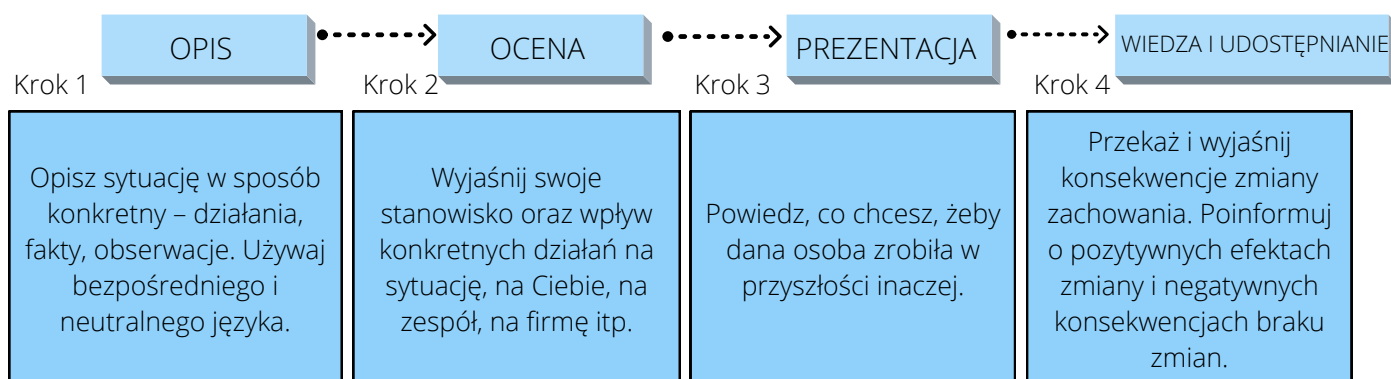 OPIS
OCENA
PREZENTACJA
WIEDZA I UDOSTĘPNIANIE
Krok 1
Krok 2
Krok 3
Krok 4
Opisz sytuację w sposób
konkretny – działania,
fakty, obserwacje. Używaj
bezpośredniego i
neutralnego języka.
Wyjaśnij swoje
stanowisko oraz wpływ
konkretnych działań na
sytuację, na Ciebie, na
zespół, na firmę itp.
Powiedz, co chcesz, żeby
dana osoba zrobiła w
przyszłości inaczej.
Przekaż i wyjaśnij
konsekwencje zmiany
zachowania. Poinformuj
o pozytywnych efektach
zmiany i negatywnych
konsekwencjach braku
zmian.